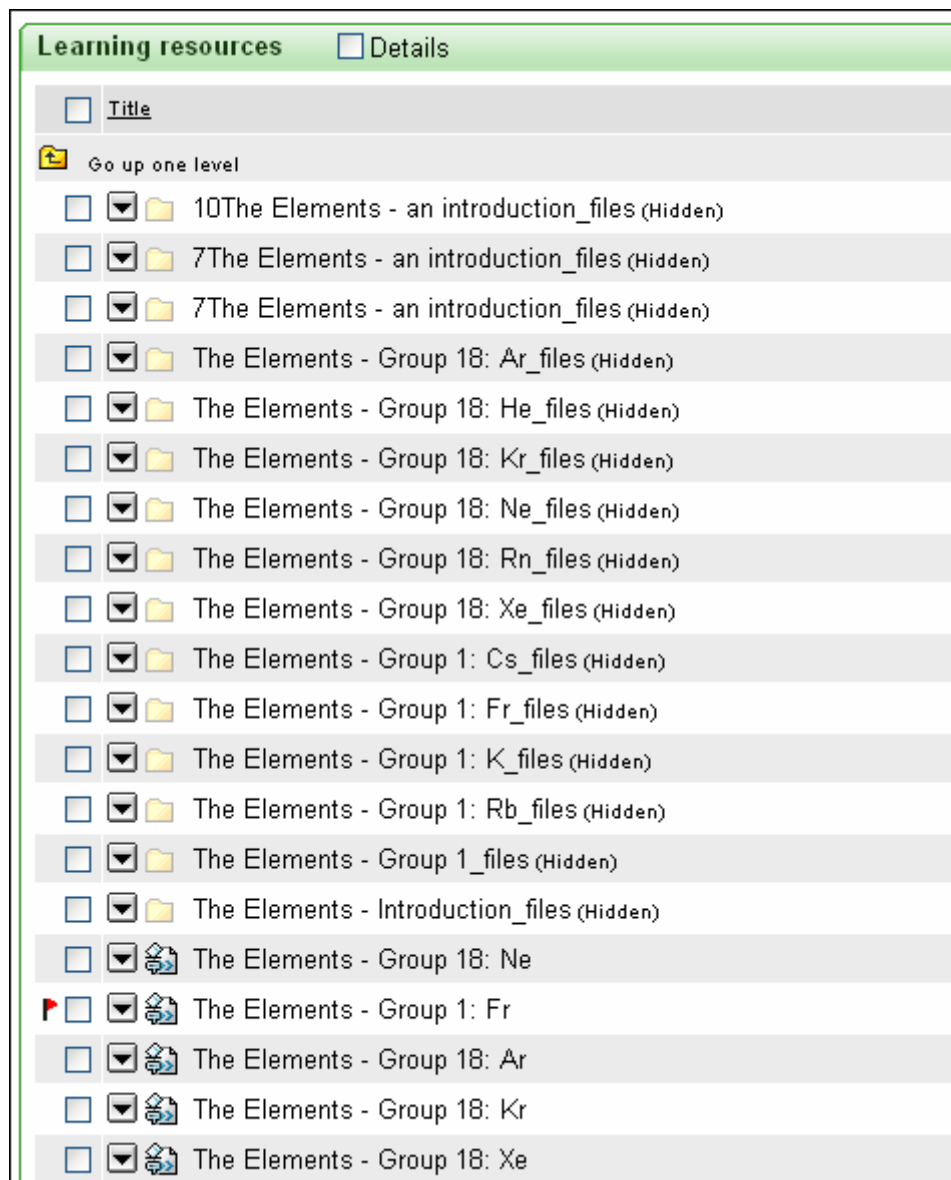 Learning resources Details
Title
Go up one level
10The Elements - an introduction_files (Hidden)
7The Elements - an introduction_files (Hidden)
7The Elements - an introduction_files (Hidden)
The Elements - Group 18: Ar_files (Hidden)
The Elements - Group 18: He_files (Hidden)
The Elements - Group 18: Kr_files (Hidden)
The Elements - Group 18: Ne_files (Hidden)
The Elements - Group 18: Rn_files (Hidden)
The Elements - Group 18: Xe_files (Hidden)
The Elements - Group 1: Cs_files (Hidden)
The Elements - Group 1: Fr_files (Hidden)
The Elements - Group 1: K_files (Hidden)
The Elements - Group 1: Rb_files (Hidden)
The Elements - Group 1_files (Hidden)
The Elements - Introduction_files (Hidden)
The Elements - Group 18: Ne
The Elements - Group 1: Fr
The Elements - Group 18: Ar
The Elements - Group 18: Kr
The Elements - Group 18: Xe